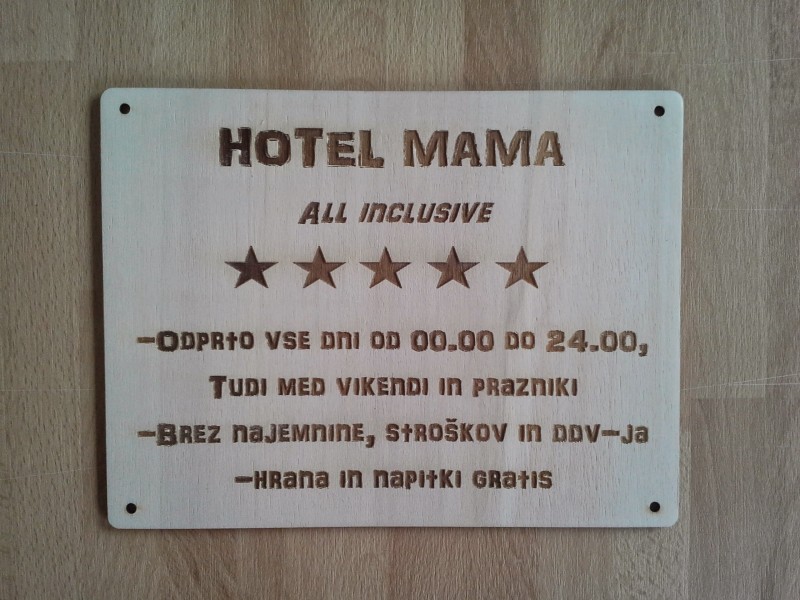 HOTEL MAMA
ALL INCLUSIVE
-ODPRTO VSE DNI OD 00.00 DO 24.00,
TUDI MED VIKENDI IN PRAZNIKI
-BREZ NAJEMNINE, STROŠKOV IN DDV-JA
-HRANA IN NAPITKI GRATIS